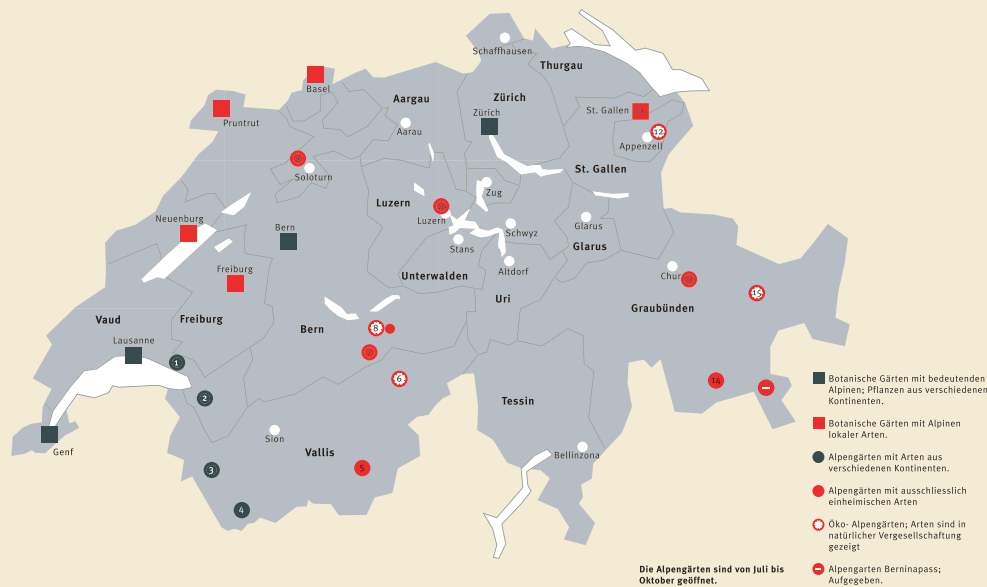 Schaffhausen
Thurgau
Basel
Aargau
Zürich
Pruntrut
Zürich
St. Gallen
Aarau
12
Appenzell
Soloturn
St. Gallen
Zug
Luzern
Luzern
Neuenburg
Bern
Schwyz
Glarus
Stans
Glarus
Freiburg
Unterwalden
Altdorf
Chur
15
Uri
Graubünden
Vaud
Freiburg
Bern
8
Lausanne
1
7
6
14
2
Tessin
Sion
Genf
Vallis
Bellinzona
3
5
4
Botanische Gärten mit bedeutenden
Alpinen; Pflanzen aus verschiedenen
Kontinenten.
Botanische Gärten mit Alpinen
lokaler Arten.
Alpengärten mit Arten aus
verschiedenen Kontinenten.
Alpengärten mit ausschliesslich
einheimischen Arten
Öko- Alpengärten; Arten sind in
natürlicher Vergesellschaftung
gezeigt
Alpengarten Berninapass;
Aufgegeben.
Die Alpengärten sind von Juli bis
Oktober geöffnet.